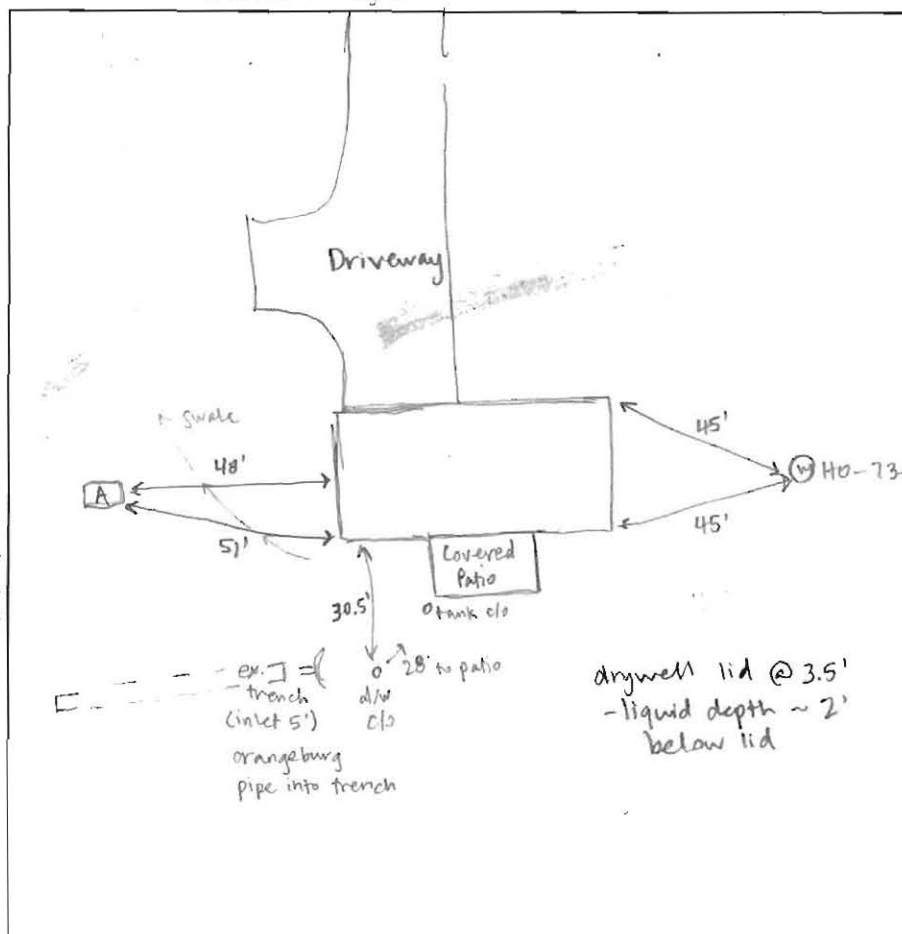 Driveway
swale
48'
A
45'
W HO-73-
45'
Covered
Patio
30.5'
tank c/o
ex.
trench
(inlet 5')
orangeburg
pipe into trench
d/w
c/o
28' to patio
drywell lid @ 3.5'
-liquid depth ~ 2'
below lid